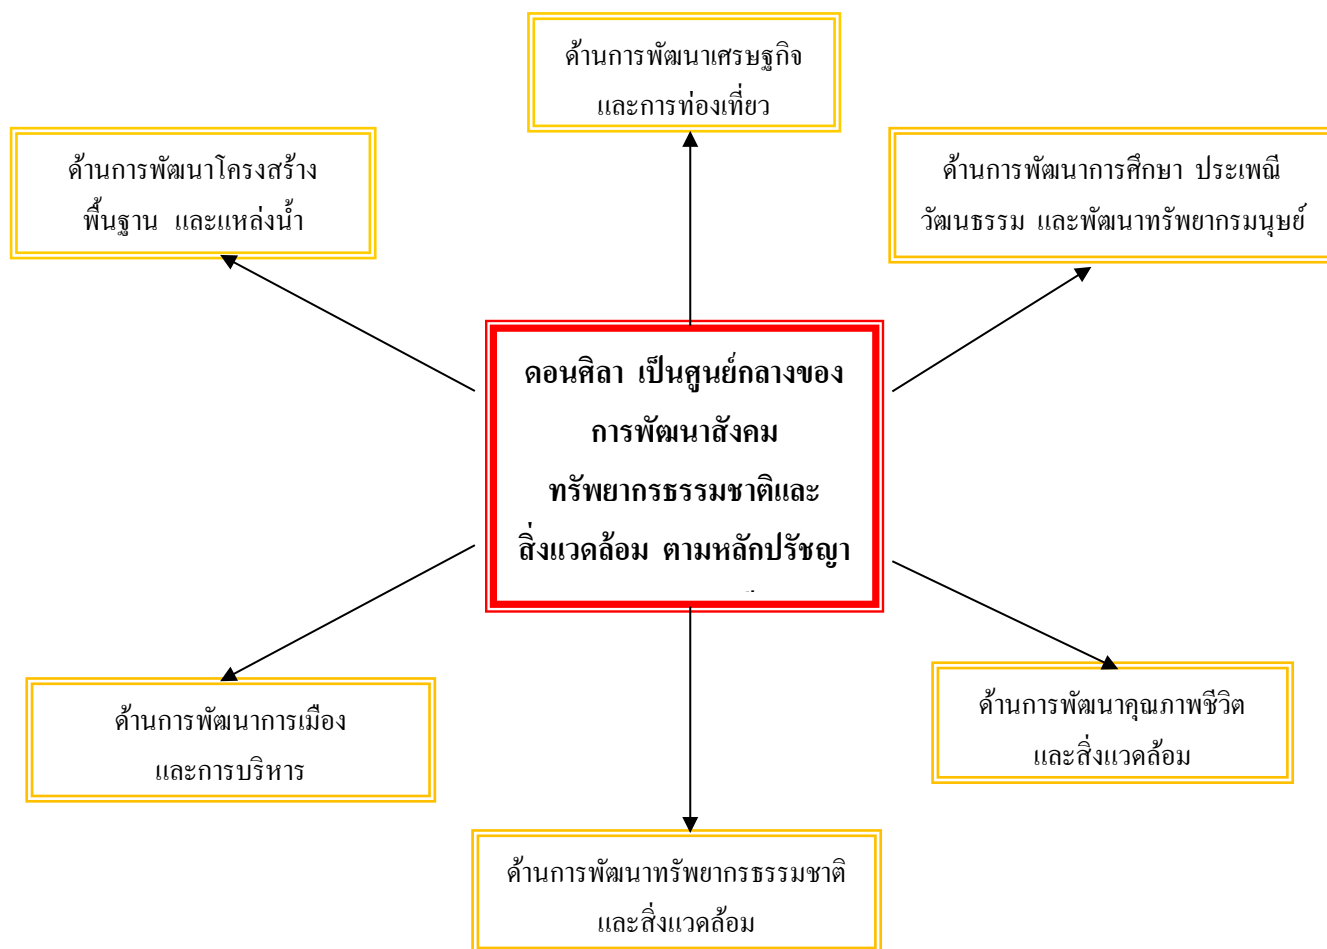 ด้านการพัฒนาเศรษฐกิจ
และการท่องเที่ยว
ด้านการพัฒนาโครงสร้าง
พื้นฐาน และแหล่งน้ำ
ด้านการพัฒนาการศึกษา ประเพณี
วัฒนธรรม และพัฒนาทรัพยากรมนุษย์
ดอนศิลา เป็นศูนย์กลางของ
การพัฒนาสังคม
ทรัพยากรธรรมชาติและ
สิ่งแวดล้อม ตามหลักปรัชญา
ด้านการพัฒนาการเมือง
และการบริหาร
ด้านการพัฒนาคุณภาพชีวิต
และสิ่งแวดล้อม
ด้านการพัฒนาทรัพยากรธรรมชาติ
และสิ่งแวดล้อม